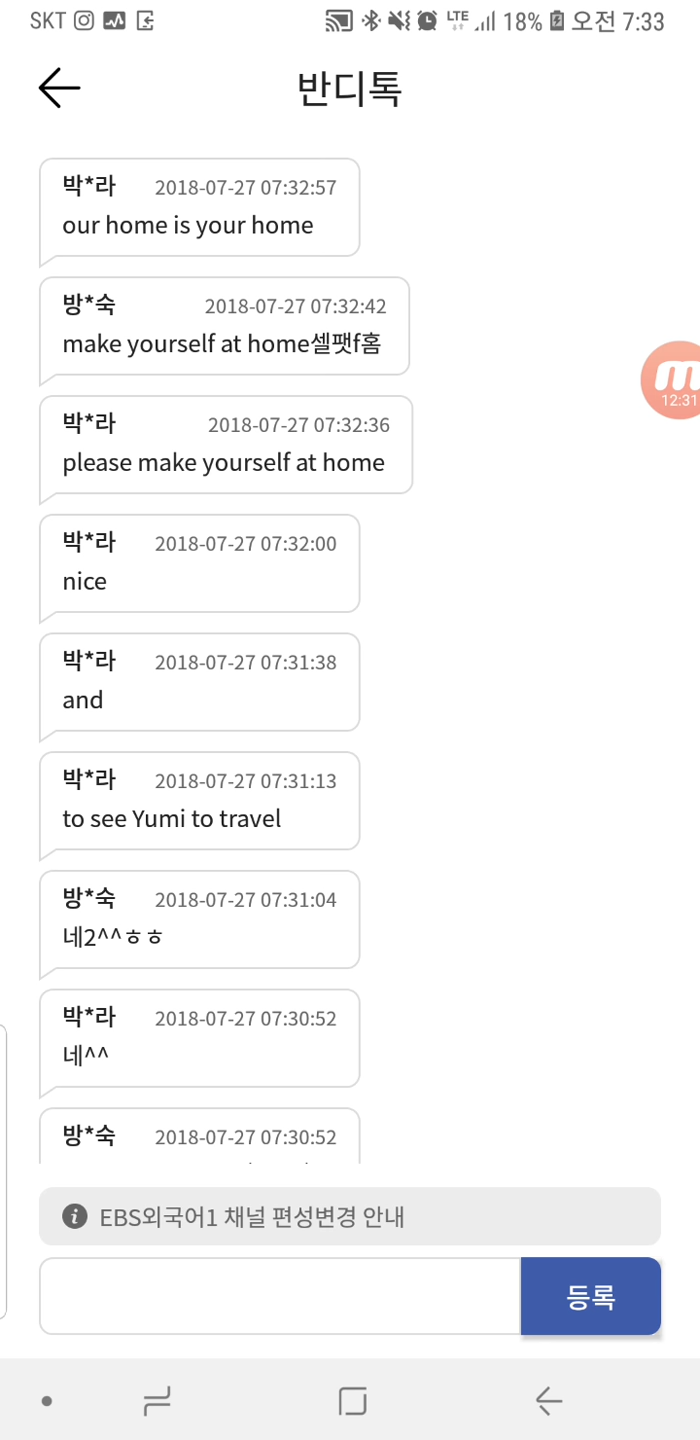 SKT LTE 18% 오전 7:33
반디톡
박*라 2018-07-27 07:32:57
our home is your home
방*숙 2018-07-27 07:32:42
make yourself at home셀팻f홈
12:31
박*라 2018-07-27 07:32:36
please make yourself at home
박*라 2018-07-27 07:32:00
nice
박*라 2018-07-27 07:31:38
and
박*라 2018-07-27 07:31:13
to see Yumi to travel
방*숙 2018-07-27 07:31:04
네2^^ㅎㅎ
박*라 2018-07-27 07:30:52
네^^
방*숙 2018-07-27 07:30:52
EBS외국어1 채널 편성변경 안내
등록